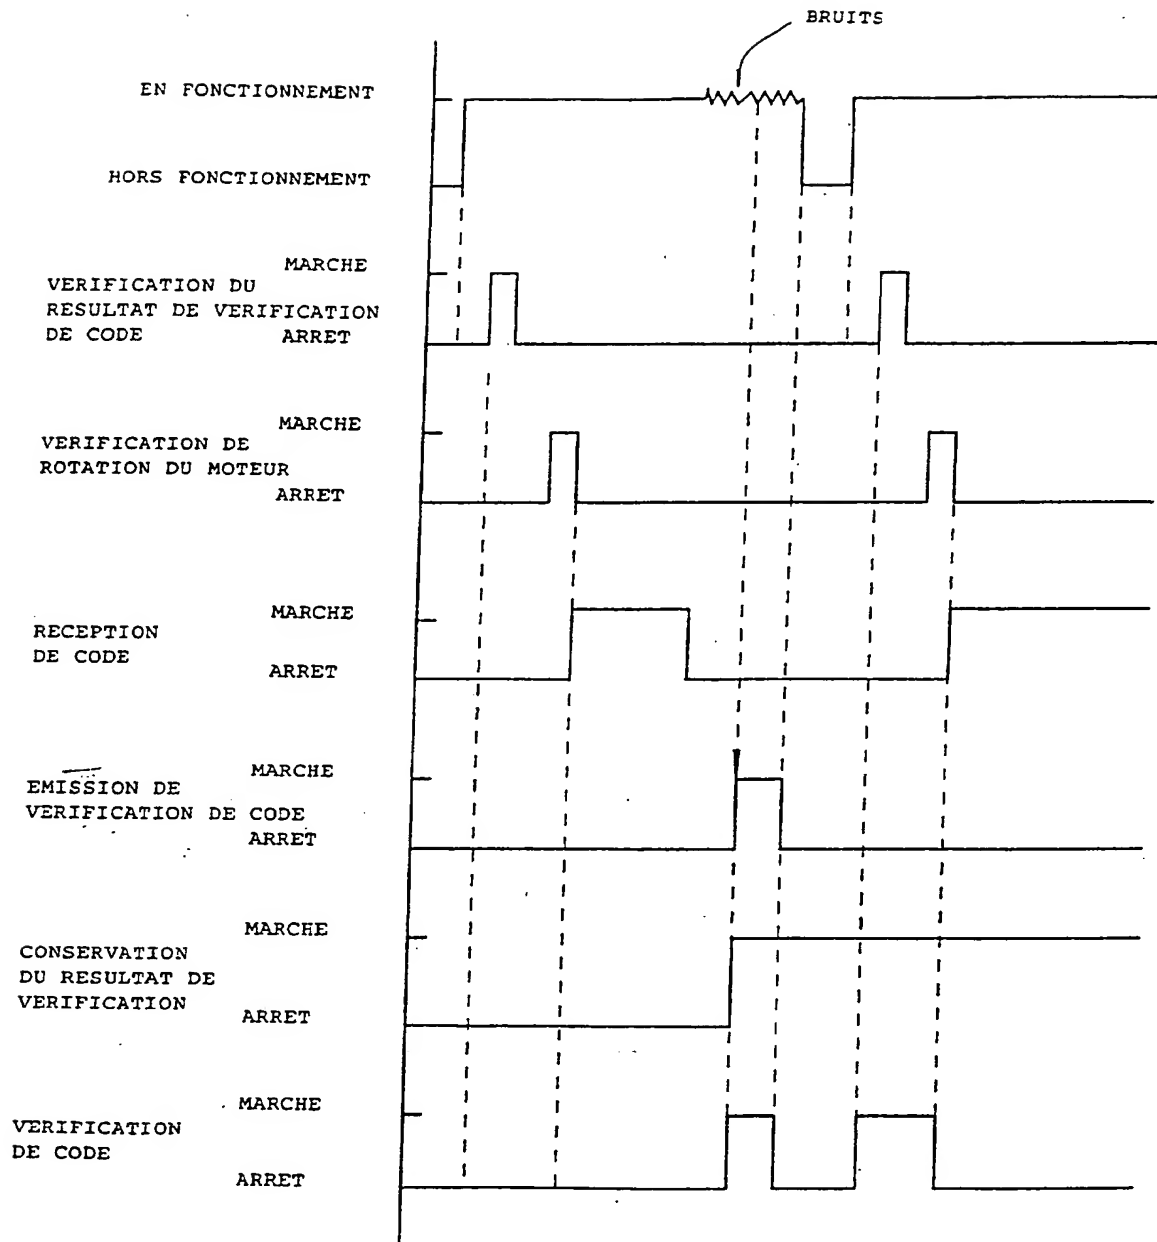 BRUITS
EN FONCTIONNEMENT
HORS FONCTIONNEMENT
MARCHE
VERIFICATION DU
RESULTAT DE VERIFICATION
DE CODE
ARRET
MARCHE
VERIFICATION DE
ROTATION DU MOTEUR
ARRET
MARCHE
RECEPTION
DE CODE
ARRET
MARCHE
EMISSION DE
VERIFICATION DE CODE
ARRET
MARCHE
CONSERVATION
DU RESULTAT DE
VERIFICATION
ARRET
MARCHE
VERIFICATION
DE CODE
ARRET